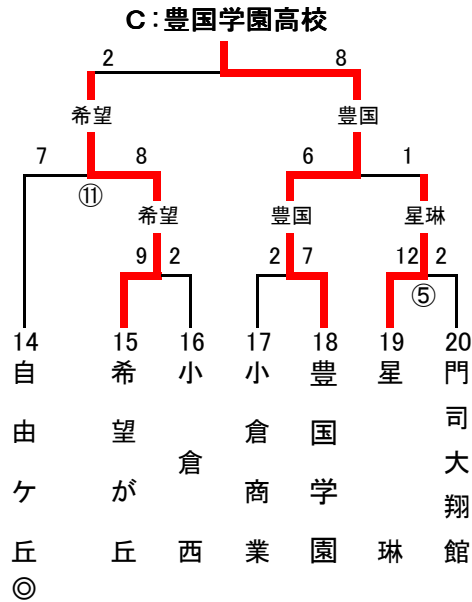 C:豊国学園高校
2 8
希望 豊国
7 8 6 1
⑪
希望 豊国 星琳
9 2 2 7 12 2
⑤
14 15 16 17 18 19 20
自由ケ丘◎
希望が丘
小倉西
小倉商業
豊国学園
星琳
門司大翔館